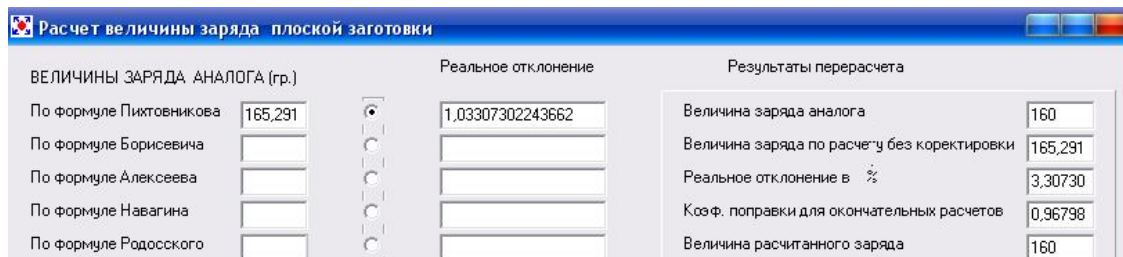 Расчет величины заряда плоской заготовки
ВЕЛИЧИНЫ ЗАРЯДА АНАЛОГА (гр.)
Реальное отклонение
Результаты перерасчета
По формуле Пихтовникова 165,291 1,03307302243662
Величина заряда аналога 160
По формуле Борисевича
Величина заряда по расчету без коректировки 165,291
По формуле Алексеева
Реальное отклонение в % 3,30730
По формуле Навагина
Коэф. поправки для окончательных расчетов 0,96798
По формуле Родосского
Величина расчитанного заряда 160